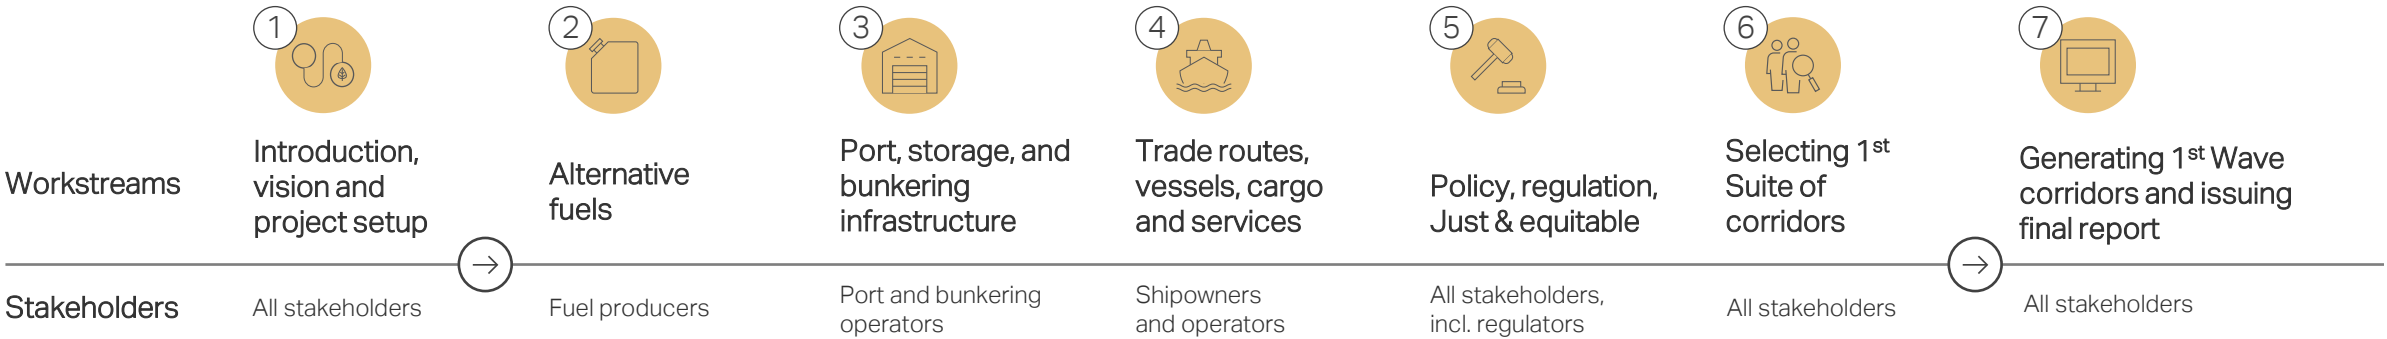 1
2
3
4
5
6
7
Workstreams
Introduction,
vision and
project setup
Alternative
fuels
Port, storage, and
bunkering
infrastructure
Trade routes,
vessels, cargo
and services
Policy, regulation,
Just & equitable
Selecting 1st
Suite of
corridors
Generating 1st Wave
corridors and issuing
final report
Stakeholders
All stakeholders
Fuel producers
Port and bunkering
operators
Shipowners
and operators
All stakeholders,
incl. regulators
All stakeholders
All stakeholders